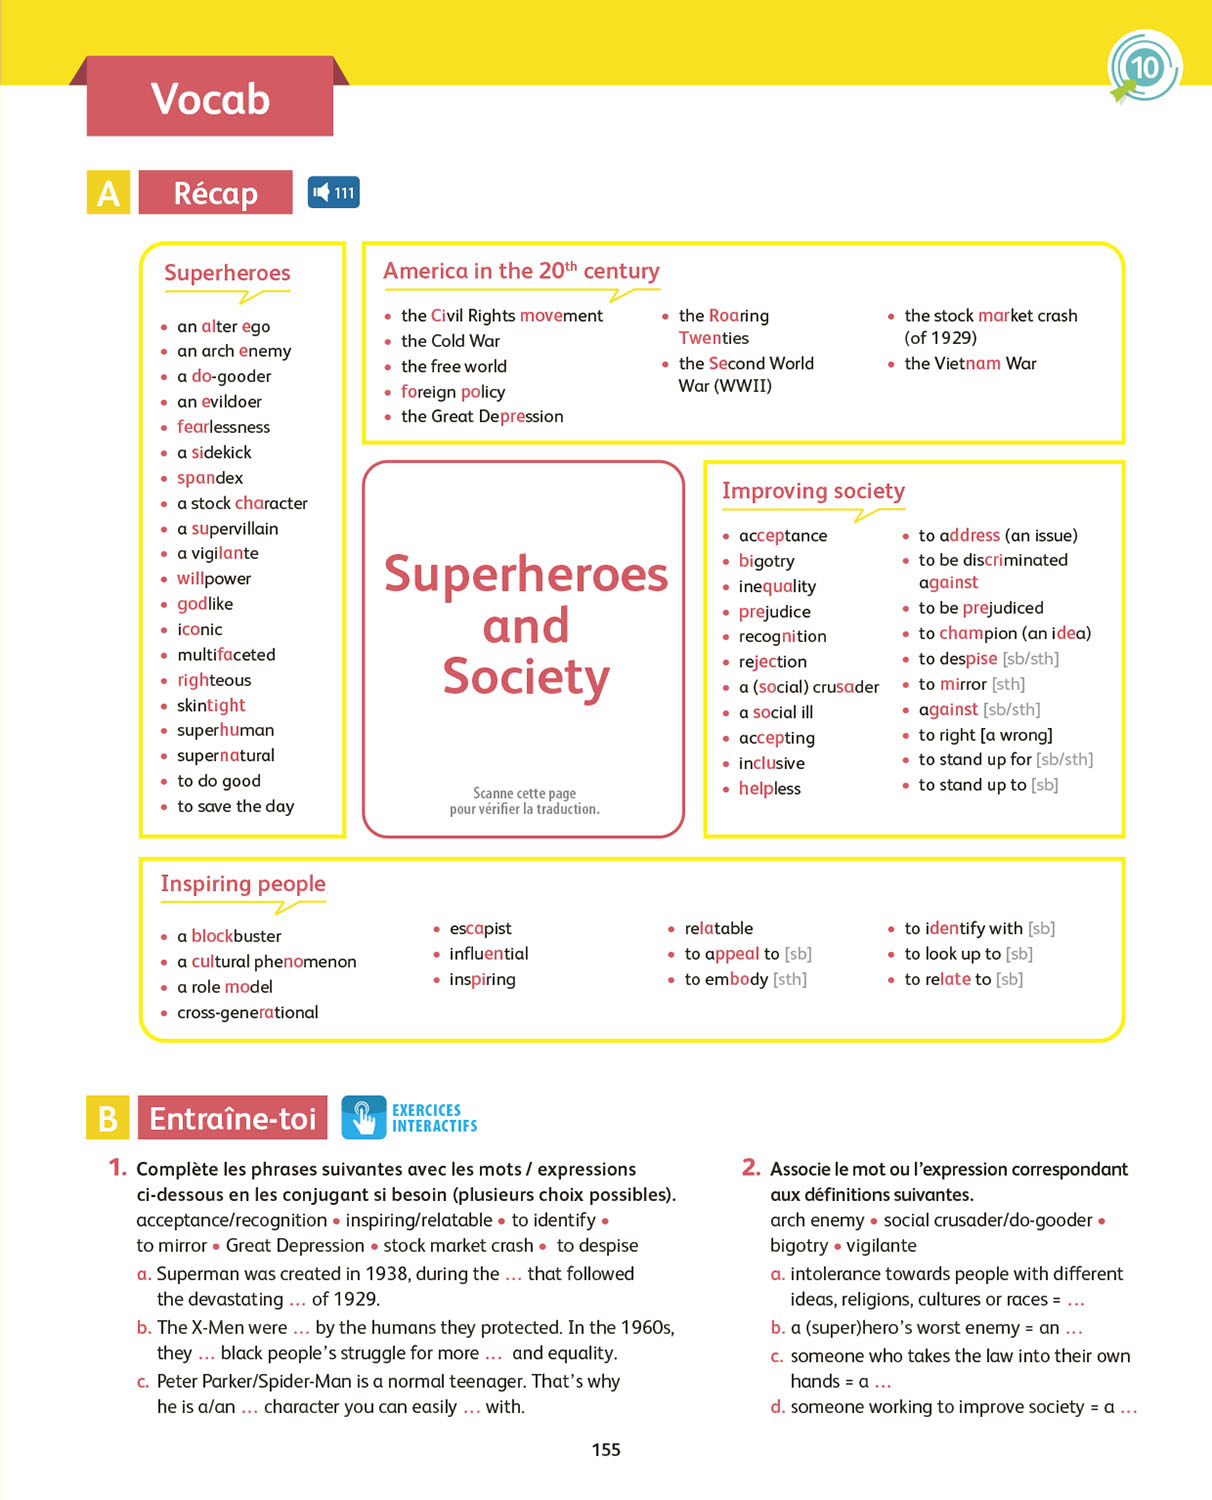 10
Vocab
A Récap 111
Superheroes
• an alter ego
• an arch enemy
• a do-gooder
• an evildoer
• fearlessness
• a sidekick
• spandex
• a stock character
• a supervillain
• a vigilante
• willpower
• godlike
• iconic
• multifaceted
• righteous
• skintight
• superhuman
• supernatural
• to do good
• to save the day
America in the 20th century
• the Civil Rights movement
• the Cold War
• the free world
• foreign policy
• the Great Depression
• the Roaring
Twenties
• the Second World
War (WWII)
• the stock market crash
(of 1929)
• the Vietnam War
Superheroes
and
Society
Scanne cette page
pour vérifier la traduction.
Improving society
• acceptance
• bigotry
• inequality
• prejudice
• recognition
• rejection
• a (social) crusader
• a social ill
• accepting
• inclusive
• helpless
• to address (an issue)
• to be discriminated
against
• to be prejudiced
• to champion (an idea)
• to despise [sb/sth]
• to mirror [sth]
• against [sb/sth]
• to right [a wrong]
• to stand up for [sb/sth]
• to stand up to [sb]
Inspiring people
• a blockbuster
• a cultural phenomenon
• a role model
• cross-generational
• escapist
• influential
• inspiring
• relatable
• to appeal to [sb]
• to embody [sth]
• to identify with [sb]
• to look up to [sb]
• to relate to [sb]
B Entraîne-toi
EXERCICES
INTERACTIFS
1. Complète les phrases suivantes avec les mots / expressions
ci-dessous en les conjugant si besoin (plusieurs choix possibles).
acceptance/recognition • inspiring/relatable • to identify •
to mirror • Great Depression • stock market crash • to despise
a. Superman was created in 1938, during the ... that followed
the devastating ... of 1929.
b. The X-Men were ... by the humans they protected. In the 1960s,
they ... black people's struggle for more ... and equality.
c. Peter Parker/Spider-Man is a normal teenager. That's why
he is a/an ... character you can easily ... with.
2. Associe le mot ou l'expression correspondant
aux définitions suivantes.
arch enemy • social crusader/do-gooder •
bigotry • vigilante
a. intolerance towards people with different
ideas, religions, cultures or races = ...
b. a (super)hero's worst enemy = an ...
c. someone who takes the law into their own
hands = a ...
d. someone working to improve society = a ...
155